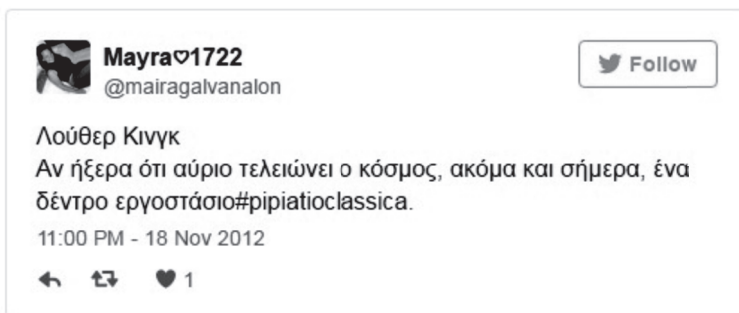 Mayra♡1722
@mairagalvanalon
Follow
Λούθερ Κινγκ
Αν ήξερα ότι αύριο τελειώνει ο κόσμος, ακόμα και σήμερα, ένα
δέντρο εργοστάσιο#pipiatioclassica.
11:00 PM - 18 Nov 2012
1